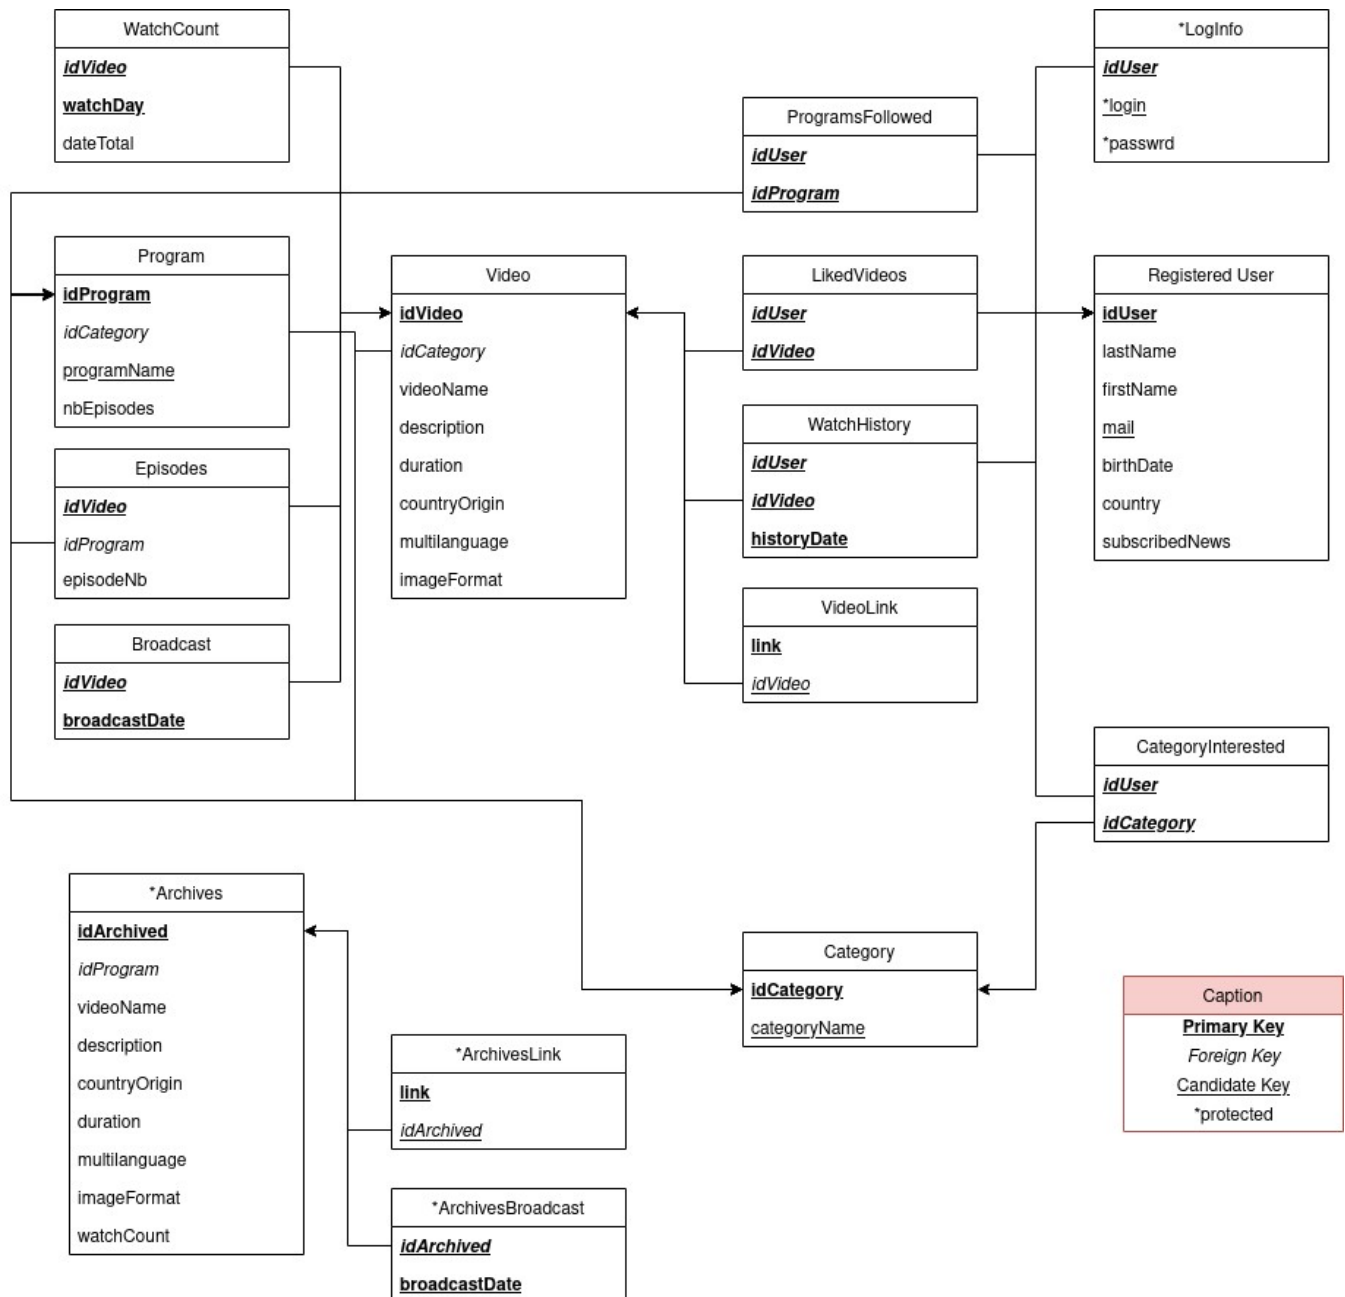 WatchCount
idVideo
watchDay
dateTotal
*LogInfo
idUser
*login
*passwrd
ProgramsFollowed
idUser
idProgram
Program
idProgram
idCategory
programName
nbEpisodes
Video
idVideo
idCategory
videoName
description
duration
countryOrigin
multilanguage
imageFormat
LikedVideos
idUser
idVideo
Registered User
idUser
lastName
firstName
mail
birthDate
country
subscribedNews
WatchHistory
idUser
idVideo
historyDate
Episodes
idVideo
idProgram
episodeNb
VideoLink
link
idVideo
Broadcast
idVideo
broadcastDate
CategoryInterested
idUser
idCategory
*Archives
idArchived
idProgram
videoName
description
countryOrigin
duration
multilanguage
imageFormat
watchCount
Category
idCategory
categoryName
*ArchivesLink
link
idArchived
*ArchivesBroadcast
idArchived
broadcastDate
Caption
Primary Key
Foreign Key
Candidate Key
*protected